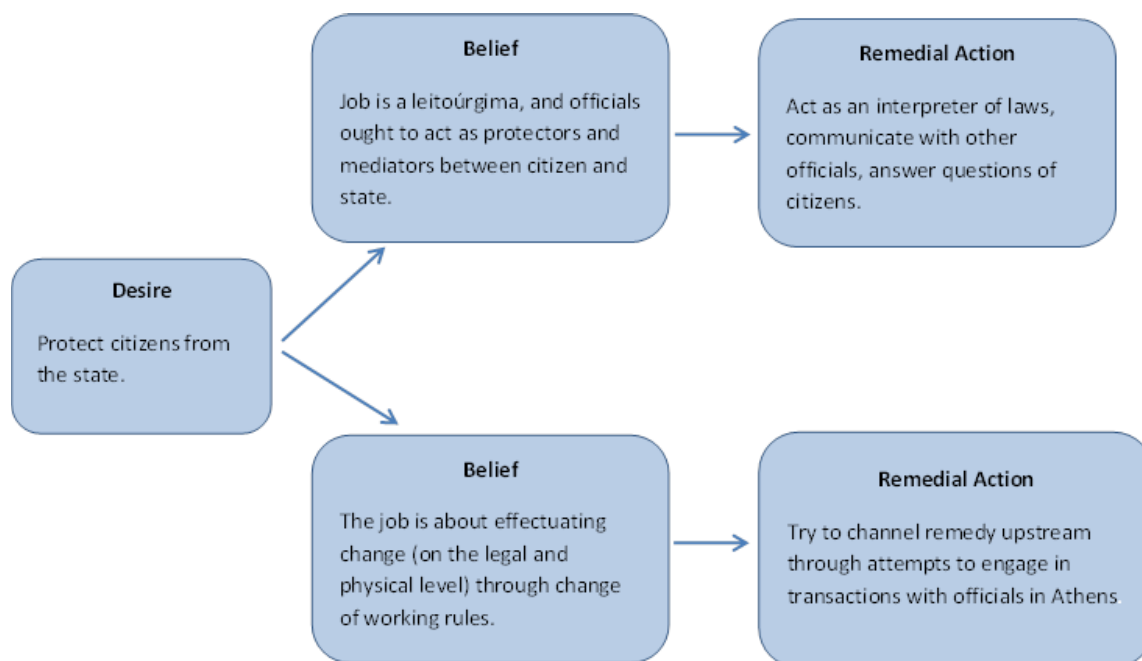 Desire
Protect citizens from
the state.
Belief
Job is a leitoúrgima, and officials
ought to act as protectors and
mediators between citizen and
state.
Remedial Action
Act as an interpreter of laws,
communicate with other
officials, answer questions of
citizens.
Belief
The job is about effectuating
change (on the legal and
physical level) through change
of working rules.
Remedial Action
Try to channel remedy upstream
through attempts to engage in
transactions with officials in Athens.